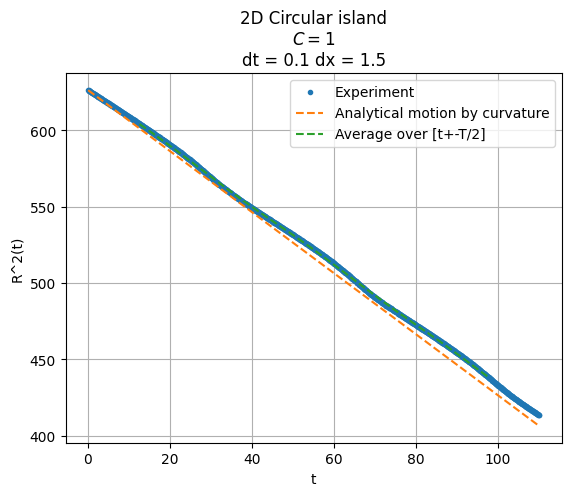 2D Circular island
C = 1
dt = 0.1 dx = 1.5
Experiment
Analytical motion by curvature
Average over [t+-T/2]
R^2(t)
600
550
500
450
400
0 20 40 60 80 100
t